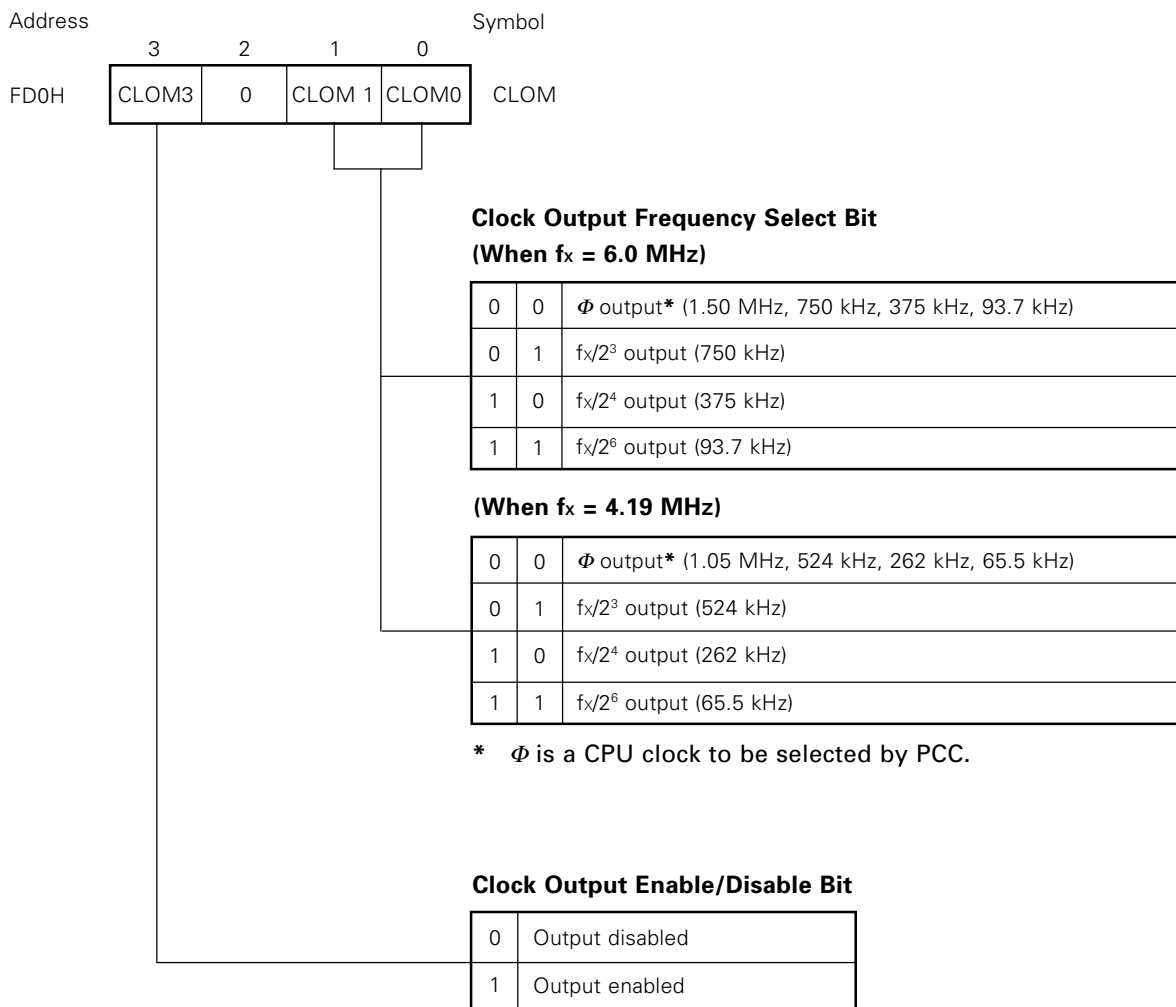 Address Symbol
3 2 1 0
FD0H CLOM3 0 CLOM 1 CLOM0 CLOM
Clock Output Frequency Select Bit
(When fx = 6.0 MHz)
0 0 Φ output* (1.50 MHz, 750 kHz, 375 kHz, 93.7 kHz)
0 1 fx/2³ output (750 kHz)
1 0 fx/2⁴ output (375 kHz)
1 1 fx/2⁶ output (93.7 kHz)
(When fx = 4.19 MHz)
0 0 Φ output* (1.05 MHz, 524 kHz, 262 kHz, 65.5 kHz)
0 1 fx/2³ output (524 kHz)
1 0 fx/2⁴ output (262 kHz)
1 1 fx/2⁶ output (65.5 kHz)
* Φ is a CPU clock to be selected by PCC.
Clock Output Enable/Disable Bit
0 Output disabled
1 Output enabled